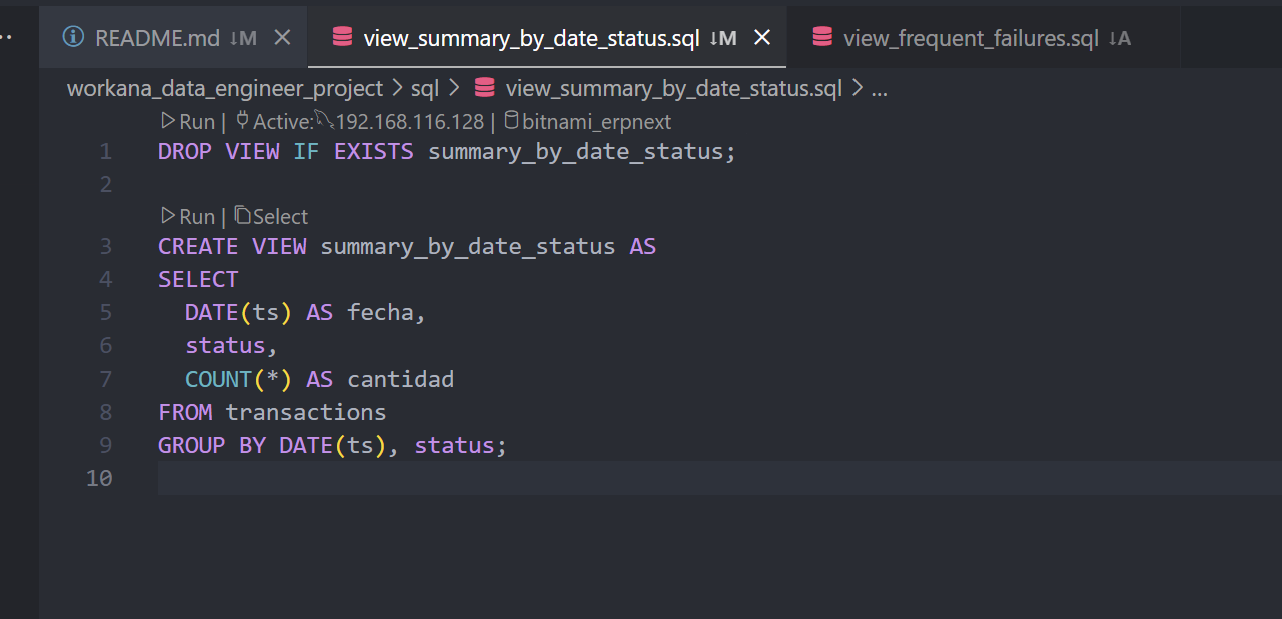 README.md ↓M
view_summary_by_date_status.sql ↓M
view_frequent_failures.sql ↓A
workana_data_engineer_project > sql > view_summary_by_date_status.sql > ...
Run | Active: 192.168.116.128 | bitnami_erpnext
1 DROP VIEW IF EXISTS summary_by_date_status;
2
Run | Select
3 CREATE VIEW summary_by_date_status AS
4 SELECT
5 DATE(ts) AS fecha,
6 status,
7 COUNT(*) AS cantidad
8 FROM transactions
9 GROUP BY DATE(ts), status;
10